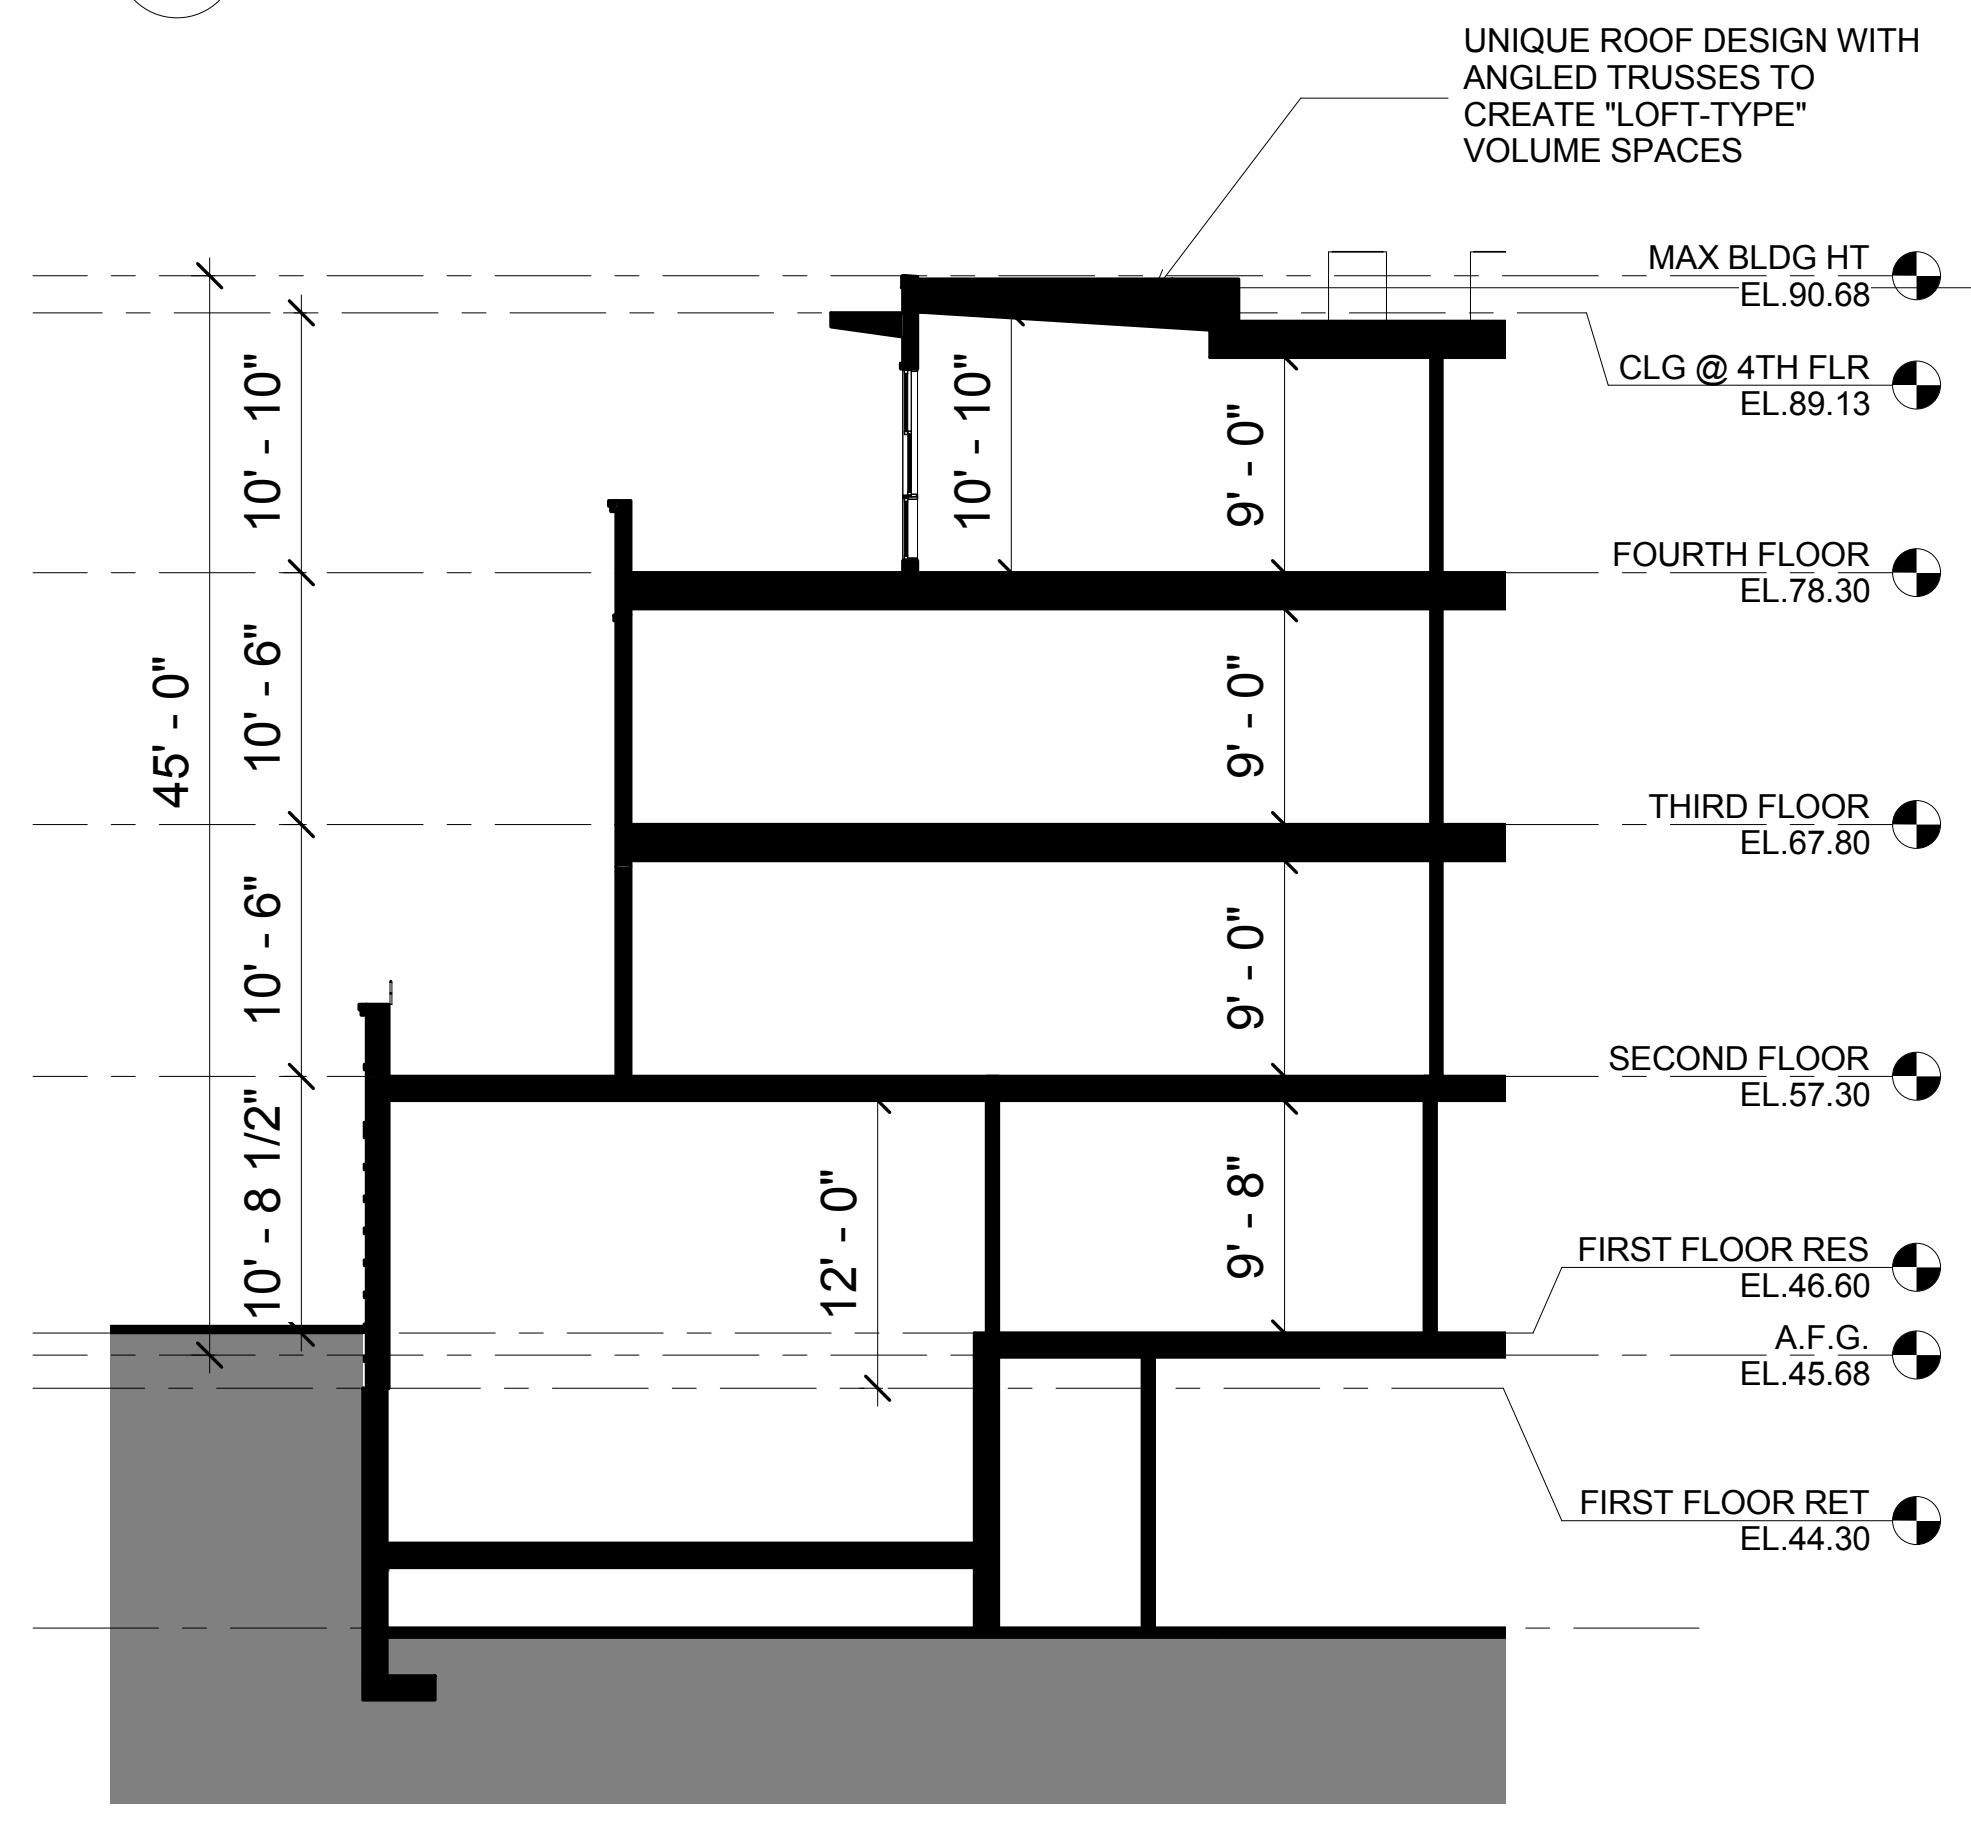 UNIQUE ROOF DESIGN WITH
ANGLED TRUSSES TO
CREATE "LOFT-TYPE"
VOLUME SPACES
MAX BLDG HT
EL.90.68
CLG @ 4TH FLR
EL.89.13
10' - 10"
10' - 10"
9' - 0"
FOURTH FLOOR
EL.78.30
45' - 0"
10' - 6"
9' - 0"
THIRD FLOOR
EL.67.80
10' - 6"
9' - 0"
SECOND FLOOR
EL.57.30
10' - 8 1/2"
12' - 0"
9' - 8"
FIRST FLOOR RES
EL.46.60
A.F.G.
EL.45.68
FIRST FLOOR RET
EL.44.30